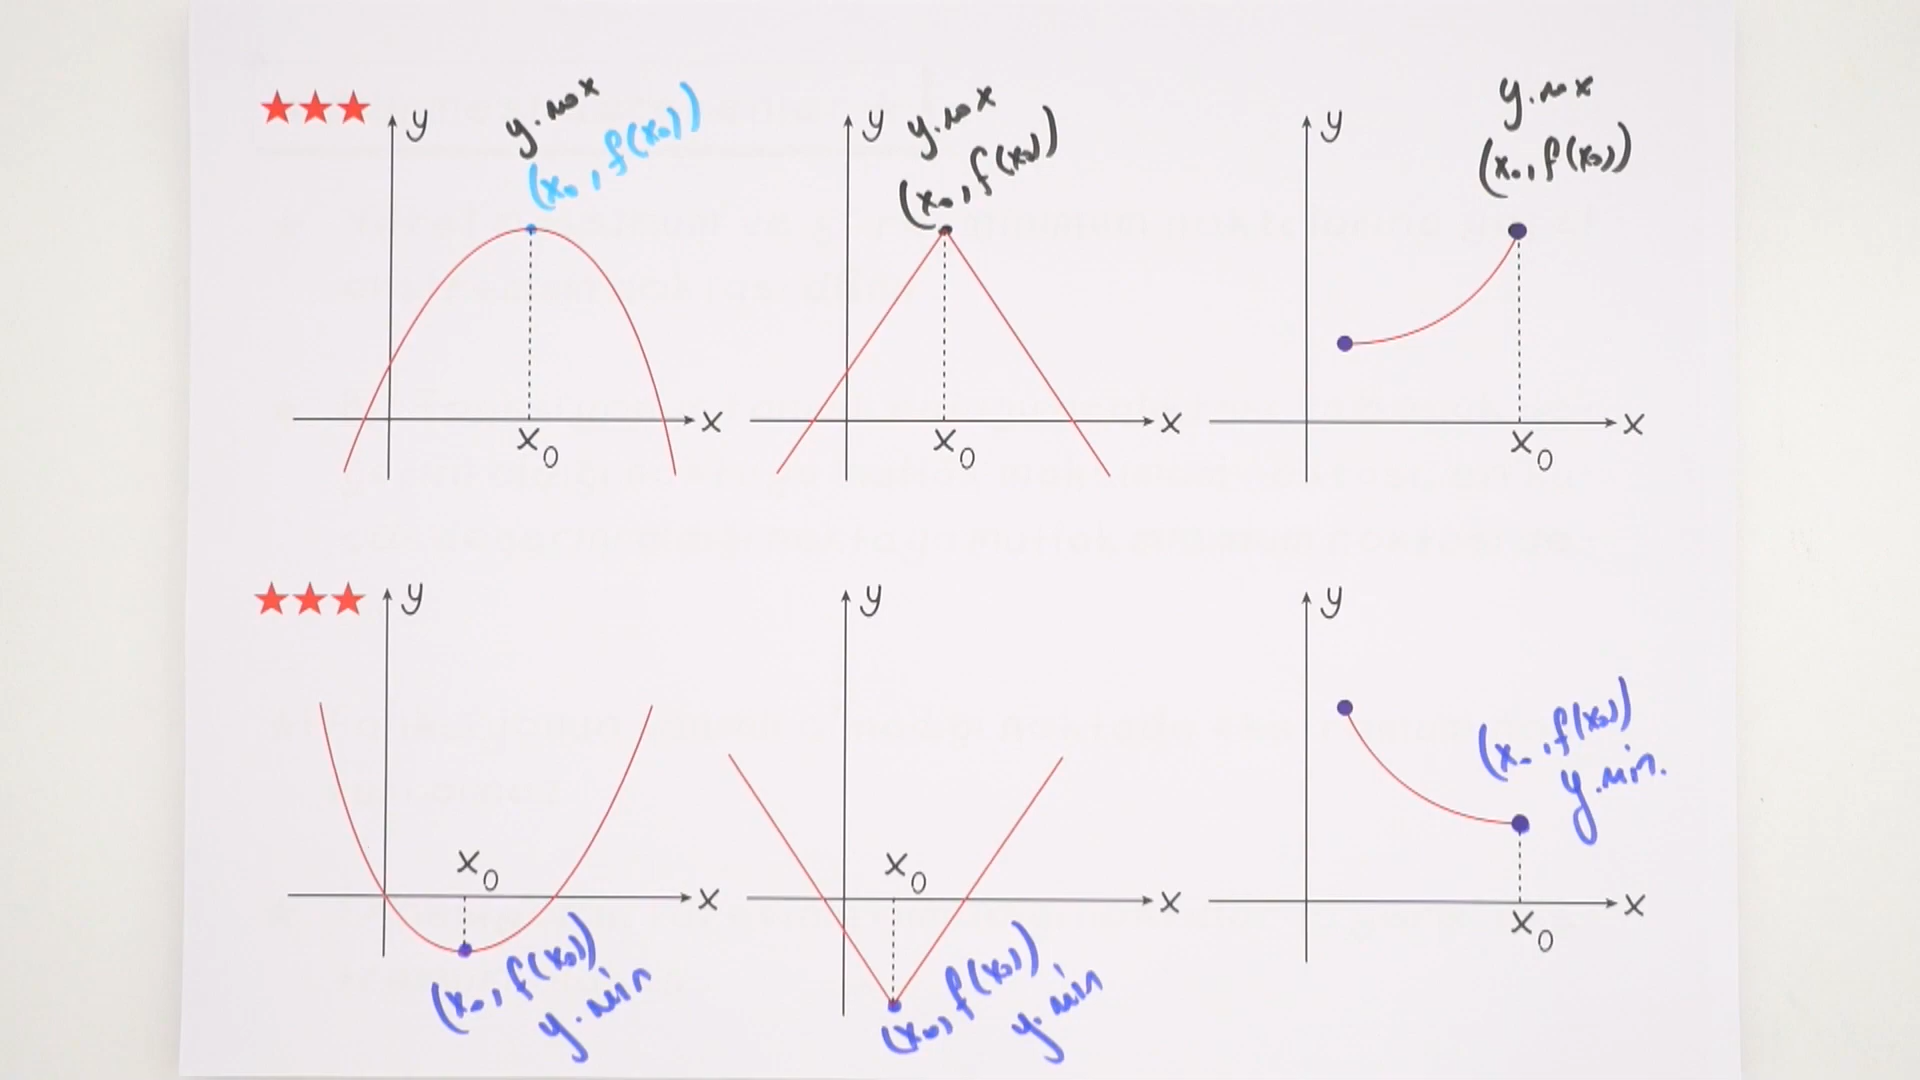 y
y.max
(x₀, f(x₀))
x
x₀
y
y.max
(x₀, f(x₀))
x
x₀
y
y.max
(x₀, f(x₀))
x
x₀
y
x₀
x
(x₀, f(x₀))
y.min
y
x₀
x
(x₀, f(x₀))
y.min
y
(x₀, f(x₀)
y.min.
x
x₀